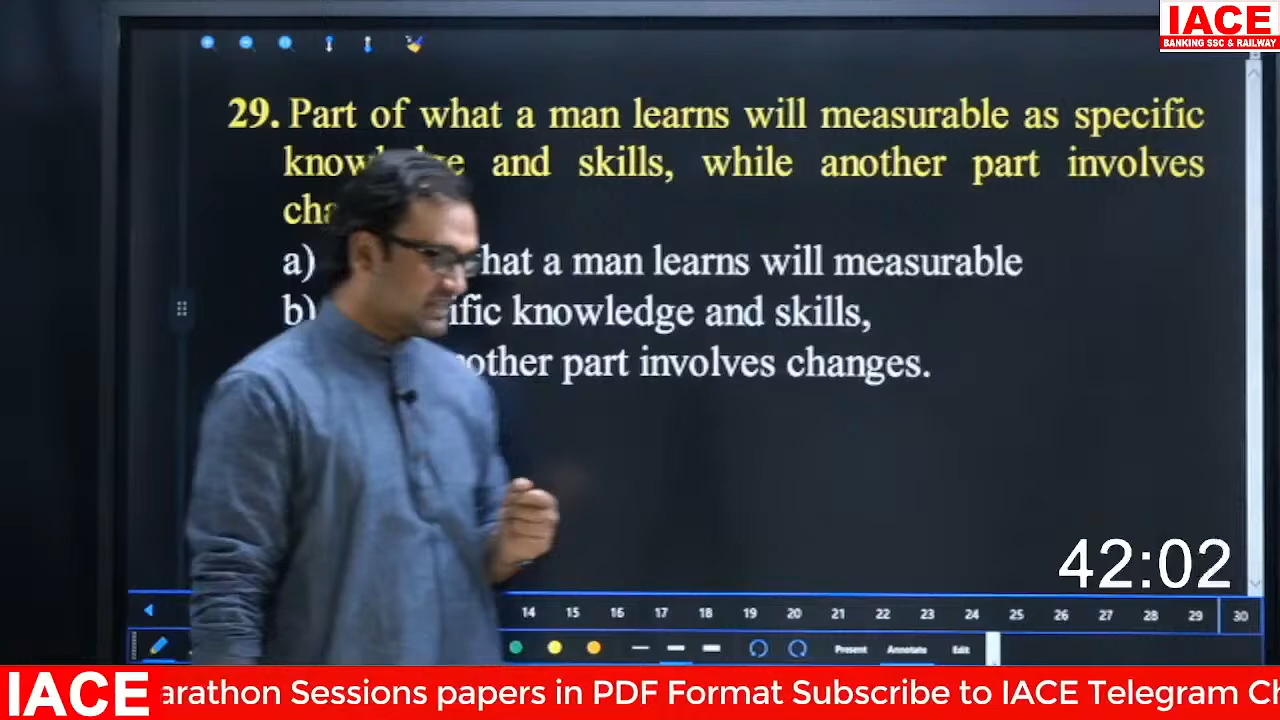 IACE
BANKING SSC & RAILWAY
29. Part of what a man learns will measurable as specific
and skills, while another part involves
a) what a man learns will measurable
b) knowledge and skills,
another part involves changes.
42:02
14 15 16 17 18 19 20 21 22 23 24 25 26 27 28 29 30
Present Annotate Edit
IACE arathon Sessions papers in PDF Format Subscribe to IACE Telegram Ch